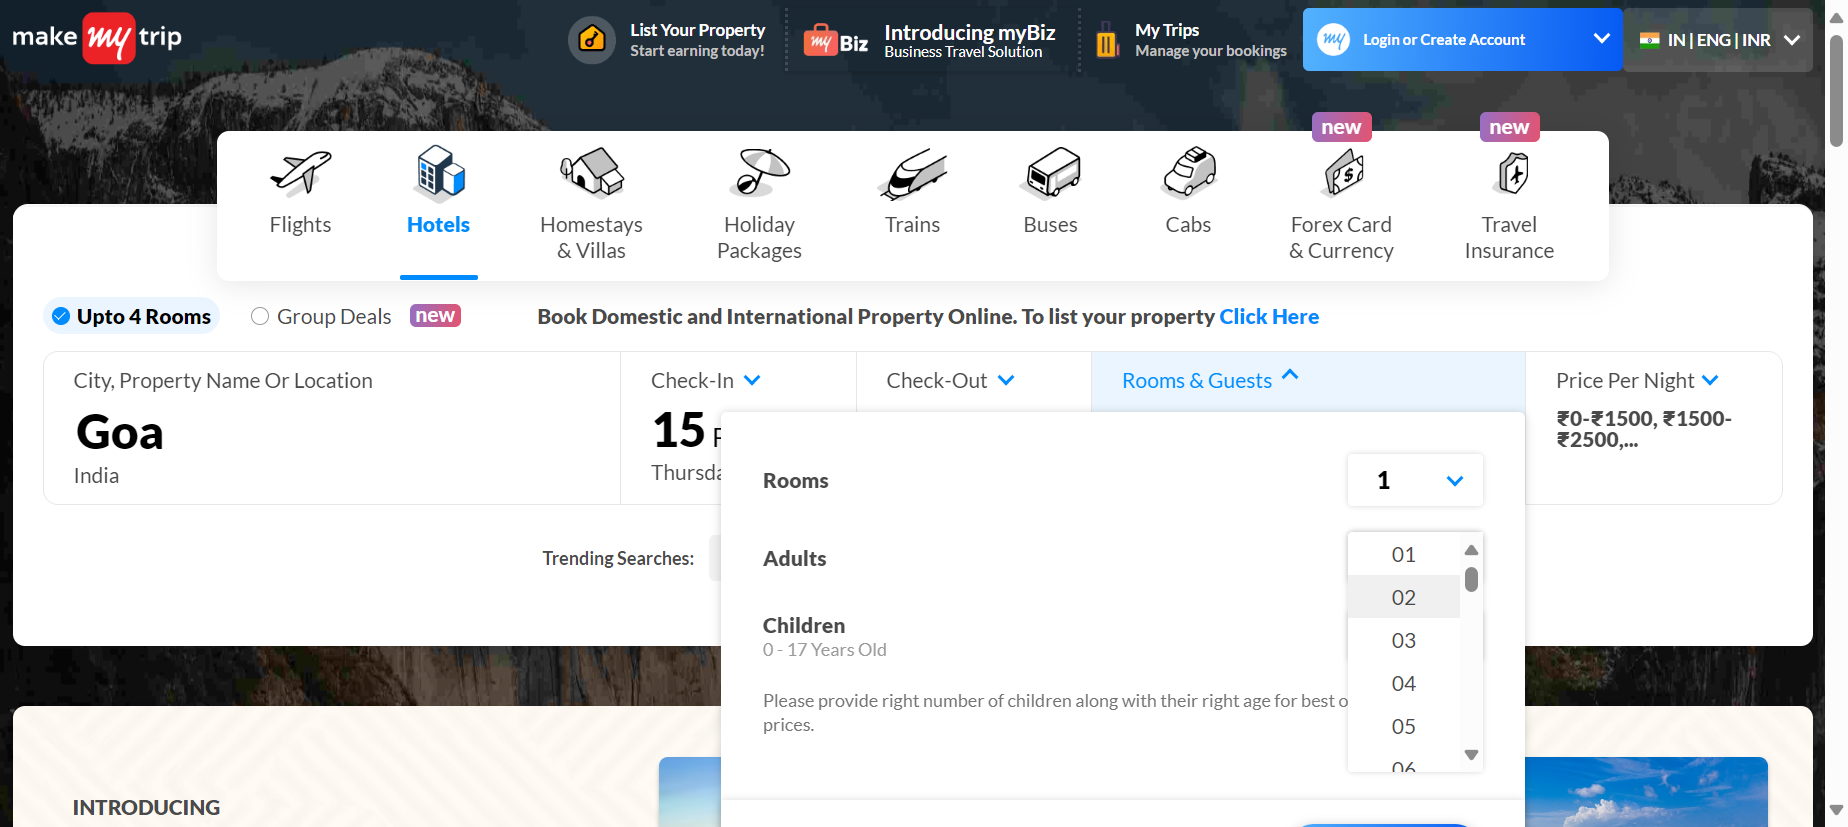 make my trip
List Your Property
Start earning today!
my Biz
Introducing myBiz
Business Travel Solution
My Trips
Manage your bookings
my
Login or Create Account
IN | ENG | INR
new
new
Flights
Hotels
Homestays
& Villas
Holiday
Packages
Trains
Buses
Cabs
Forex Card
& Currency
Travel
Insurance
Upto 4 Rooms
Group Deals
new
Book Domestic and International Property Online. To list your property Click Here
City, Property Name Or Location
Goa
India
Check-In
15
Thursda
Check-Out
Rooms & Guests
Price Per Night
₹0-₹1500, ₹1500-
₹2500,...
Rooms
1
Adults
01
02
03
04
05
06
Children
0 - 17 Years Old
Please provide right number of children along with their right age for best o
prices.
Trending Searches:
INTRODUCING